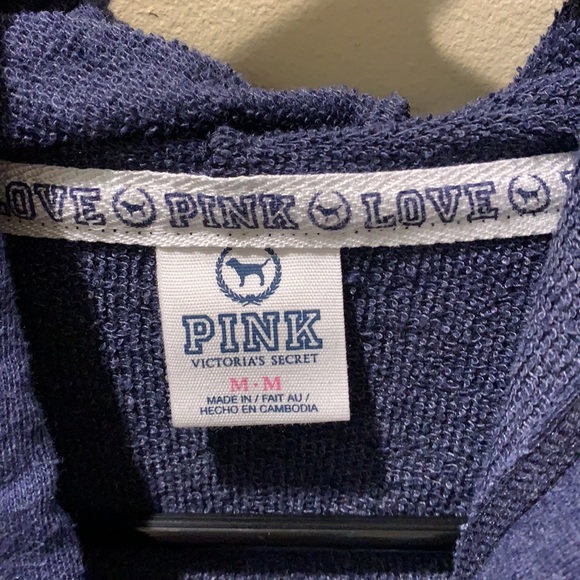 LOVE PINK LOVE
PINK
VICTORIA'S SECRET
M · M
MADE IN / FAIT AU /
HECHO EN CAMBODIA